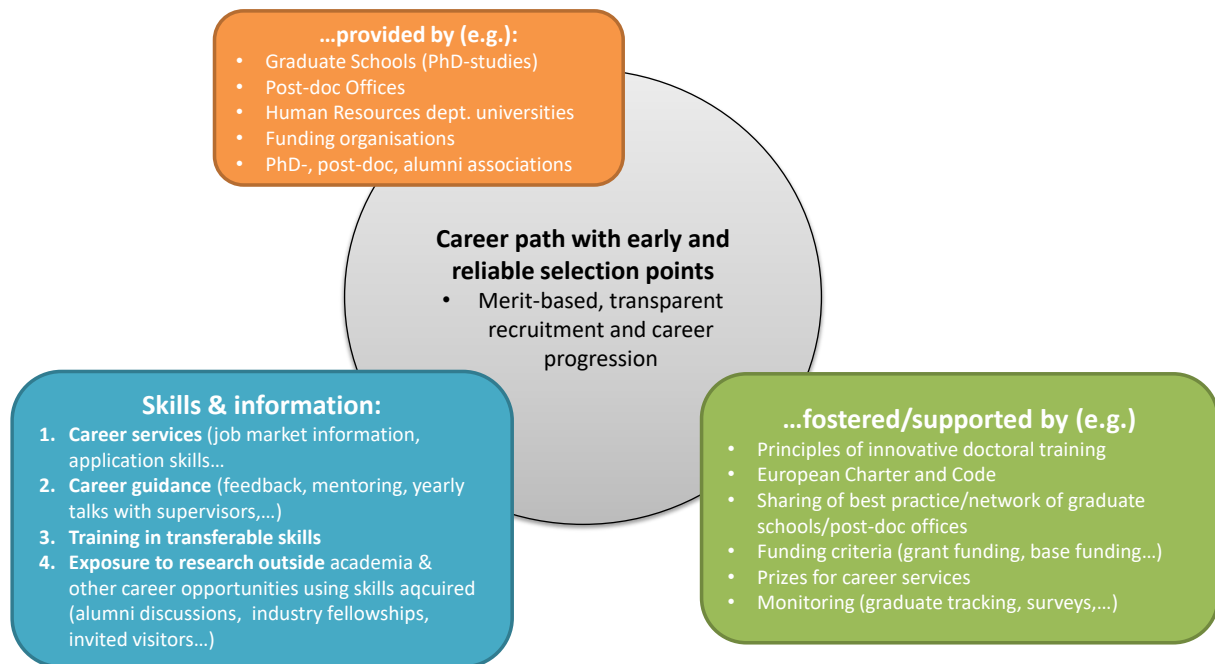 …provided by (e.g.):
• Graduate Schools (PhD-studies)
• Post-doc Offices
• Human Resources dept. universities
• Funding organisations
• PhD-, post-doc, alumni associations
Career path with early and
reliable selection points
• Merit-based, transparent
recruitment and career
progression
Skills & information:
1. Career services (job market information,
application skills…
2. Career guidance (feedback, mentoring, yearly
talks with supervisors,…)
3. Training in transferable skills
4. Exposure to research outside academia &
other career opportunities using skills aqcuired
(alumni discussions, industry fellowships,
invited visitors…)
…fostered/supported by (e.g.)
• Principles of innovative doctoral training
• European Charter and Code
• Sharing of best practice/network of graduate
schools/post-doc offices
• Funding criteria (grant funding, base funding…)
• Prizes for career services
• Monitoring (graduate tracking, surveys,…)